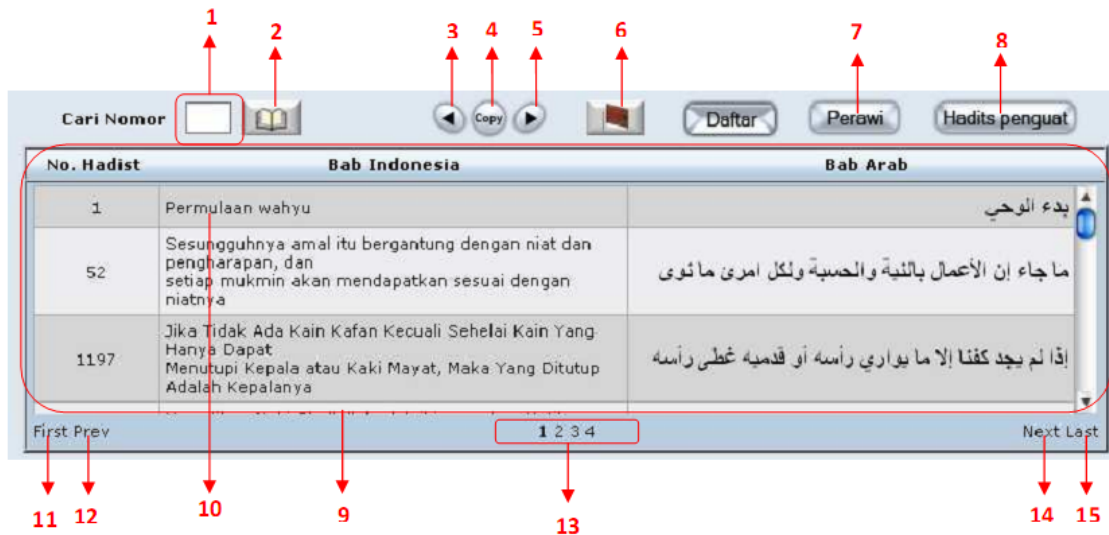 1 2 3 4 5 6 7 8
Cari Nomor Copy Daftar Perawi Hadits penguat
No. Hadist Bab Indonesia Bab Arab
1 Permulaan wahyu بدء الوحي
Sesungguhnya amal itu bergantung dengan niat dan
pengharapan, dan
52 ما جاء إن الأعمال بالنية والحسبة ولكل امرئ ما نوى
setiap mukmin akan mendapatkan sesuai dengan
niatnya
Jika Tidak Ada Kain Kafan Kecuali Sehelai Kain Yang
Hanya Dapat
1197 إذا لم يجد كفنا إلا ما يواري رأسه أو قدميه غطى رأسه
Menutupi Kepala atau Kaki Mayat, Maka Yang Ditutup
Adalah Kepalanya
First Prev 1 2 3 4 Next Last
11 12 10 9 13 14 15